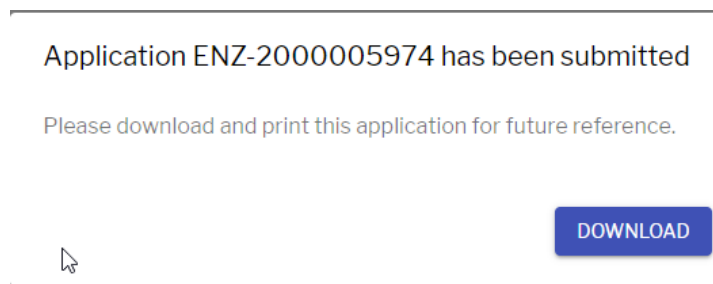 Application ENZ-2000005974 has been submitted
Please download and print this application for future reference.
DOWNLOAD